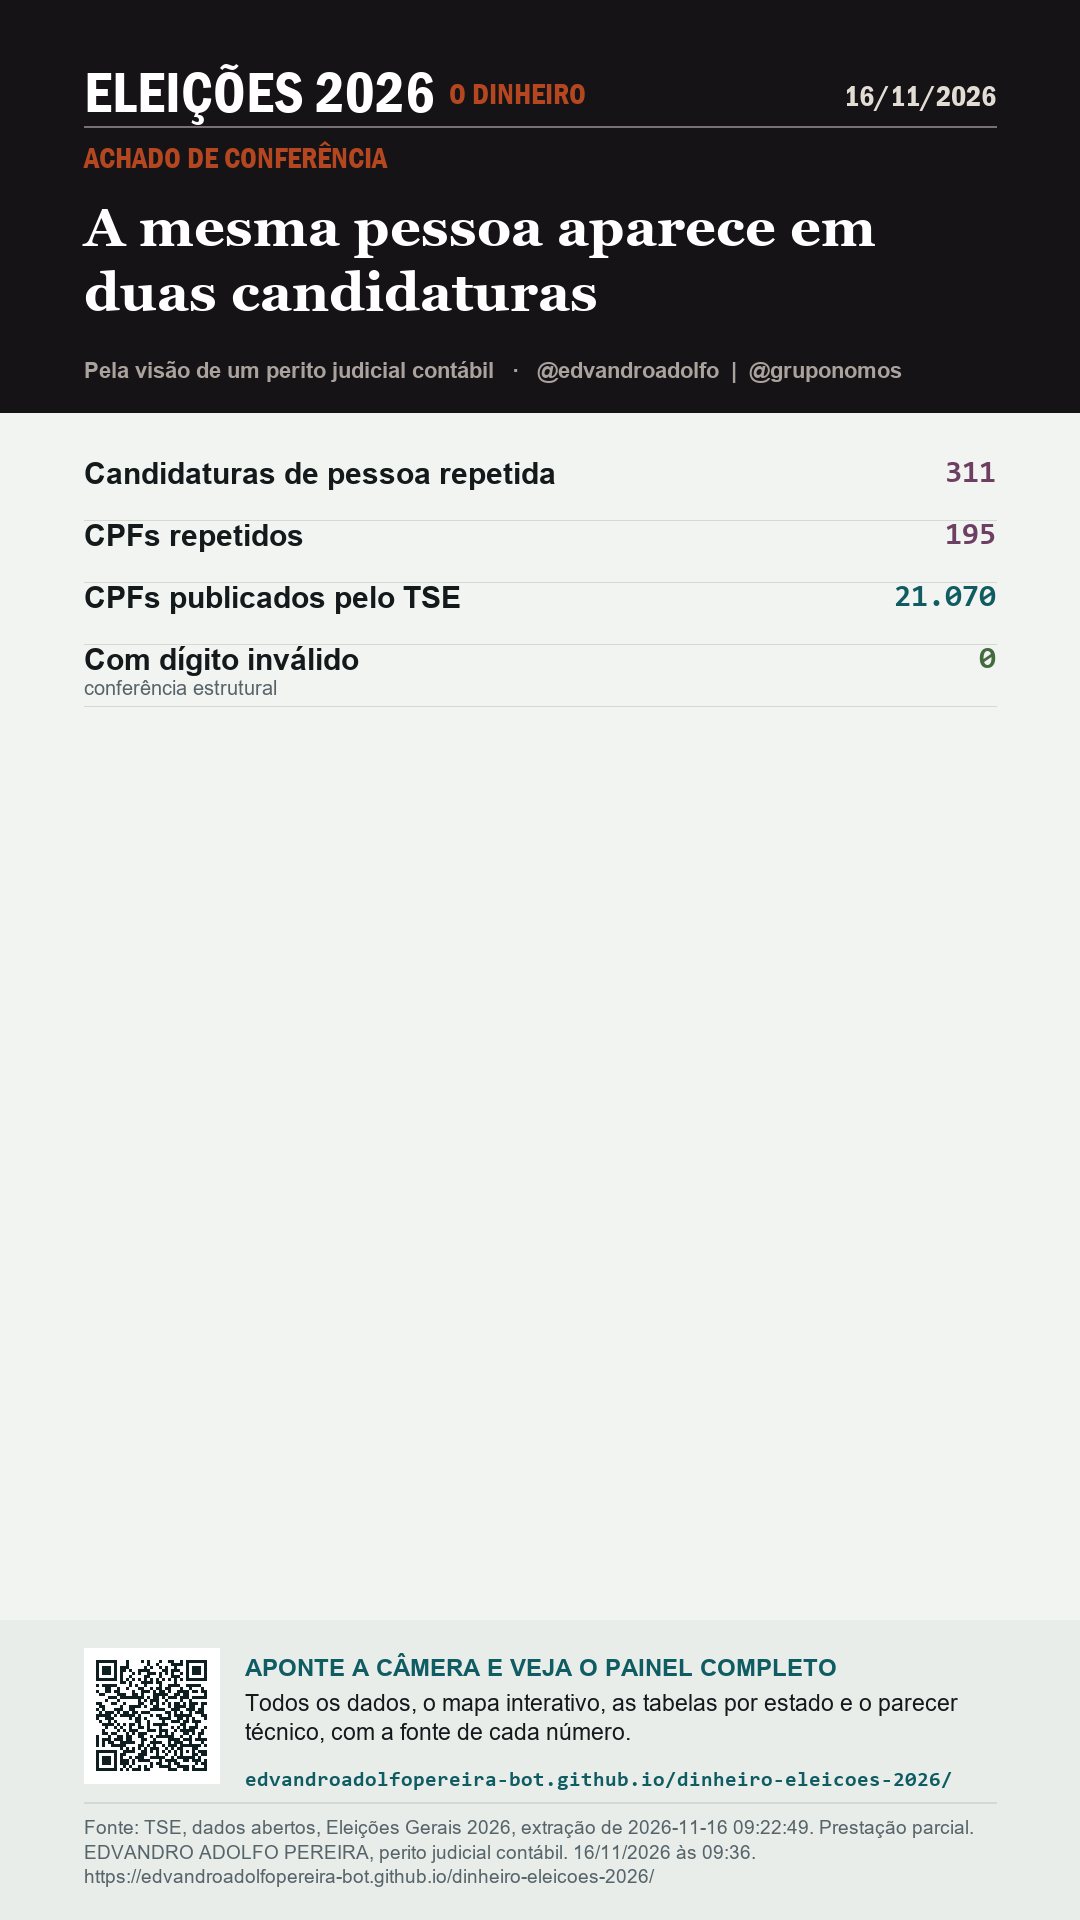 ELEIÇÕES 2026 O DINHEIRO 16/11/2026
ACHADO DE CONFERÊNCIA
A mesma pessoa aparece em
duas candidaturas
Pela visão de um perito judicial contábil · @edvandroadolfo | @gruponomos
Candidaturas de pessoa repetida 311
CPFs repetidos 195
CPFs publicados pelo TSE 21.070
Com dígito inválido 0
conferência estrutural
APONTE A CÂMERA E VEJA O PAINEL COMPLETO
Todos os dados, o mapa interativo, as tabelas por estado e o parecer
técnico, com a fonte de cada número.
edvandroadolfopereira-bot.github.io/dinheiro-eleicoes-2026/
Fonte: TSE, dados abertos, Eleições Gerais 2026, extração de 2026-11-16 09:22:49. Prestação parcial.
EDVANDRO ADOLFO PEREIRA, perito judicial contábil. 16/11/2026 às 09:36.
https://edvandroadolfopereira-bot.github.io/dinheiro-eleicoes-2026/